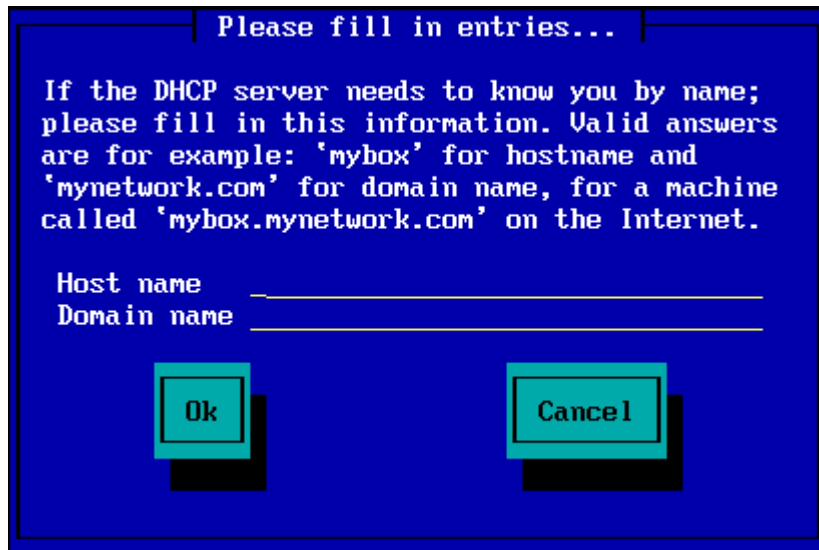 Please fill in entries...
If the DHCP server needs to know you by name;
please fill in this information. Valid answers
are for example: ‘mybox’ for hostname and
‘mynetwork.com’ for domain name, for a machine
called ‘mybox.mynetwork.com’ on the Internet.
Host name
Domain name
Ok Cancel